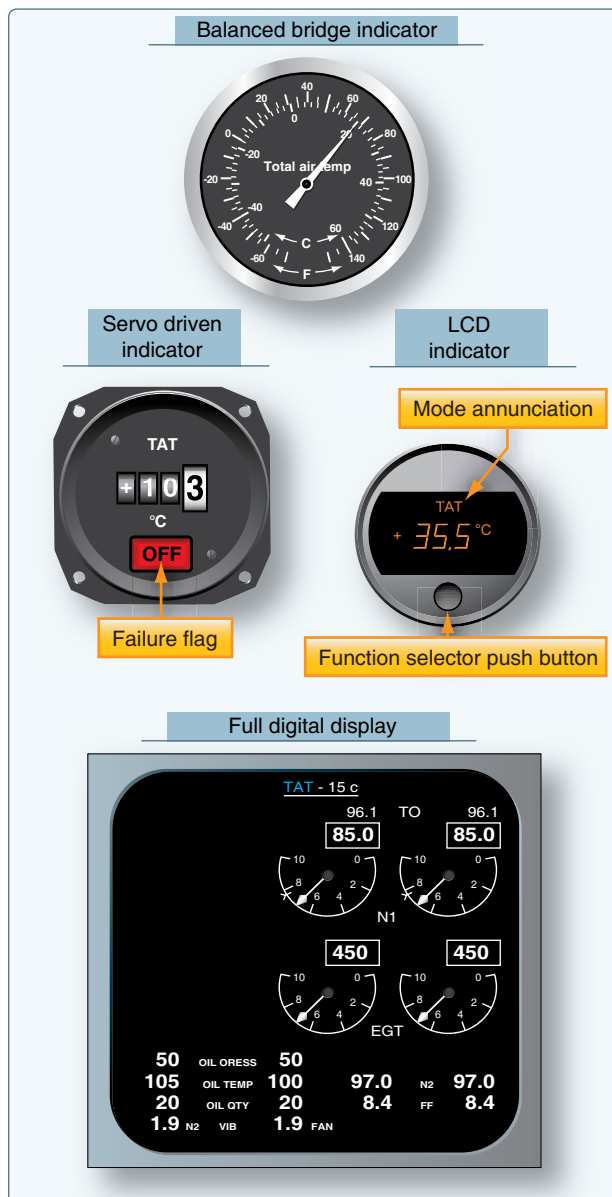 Balanced bridge indicator
40
20
60
0
0
20
80
-20
Total air temp
-20
100
40
-40
-40
60
120
C
-60
140
F
Servo driven
indicator
LCD
indicator
Mode annunciation
TAT
+103
°C
OFF
TAT
+ 35,5 °C
Failure flag
Function selector push button
Full digital display
TAT - 15 c
96.1 TO 96.1
85.0 85.0
10 0 10 0
8 2 8 2
6 4 6 4
N1
450 450
10 0 10 0
8 2 8 2
6 4 6 4
EGT
50 OIL ORESS 50
105 OIL TEMP 100 97.0 N2 97.0
20 OIL QTY 20 8.4 FF 8.4
1.9 N2 VIB 1.9 FAN